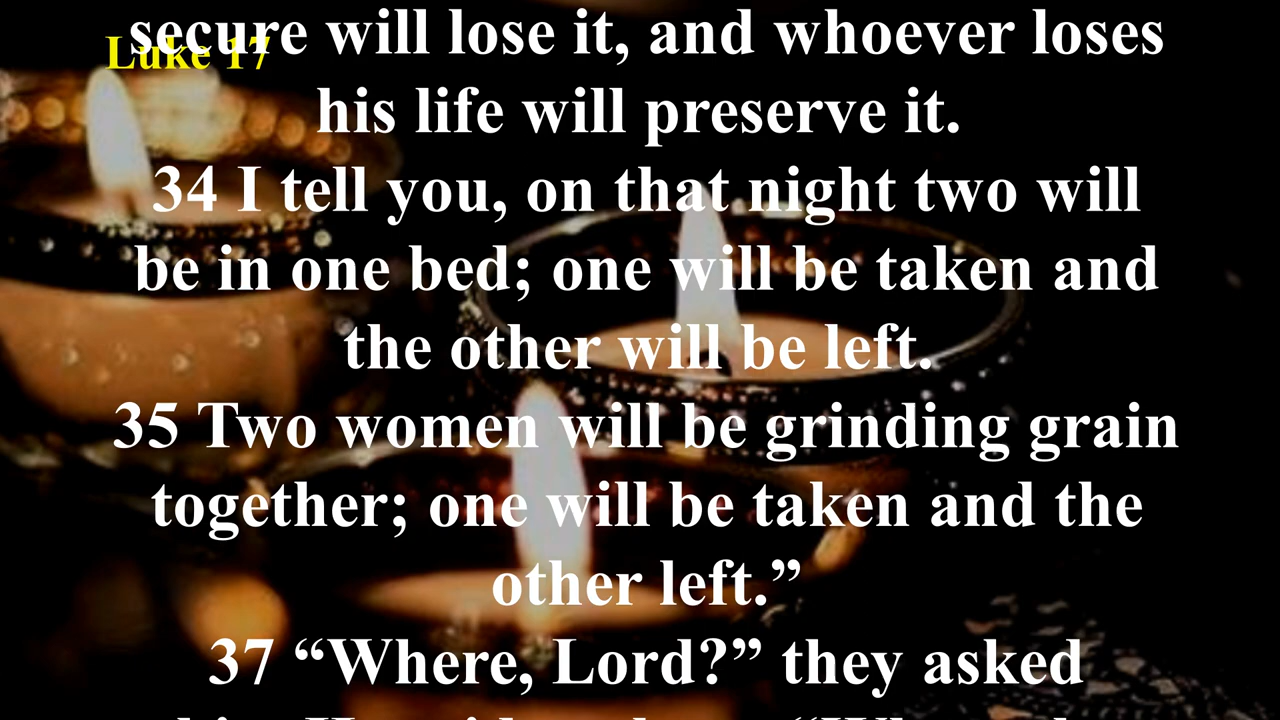 Luke 17
secure will lose it, and whoever loses
his life will preserve it.
34 I tell you, on that night two will
be in one bed; one will be taken and
the other will be left.
35 Two women will be grinding grain
together; one will be taken and the
other left.”
37 “Where, Lord?” they asked